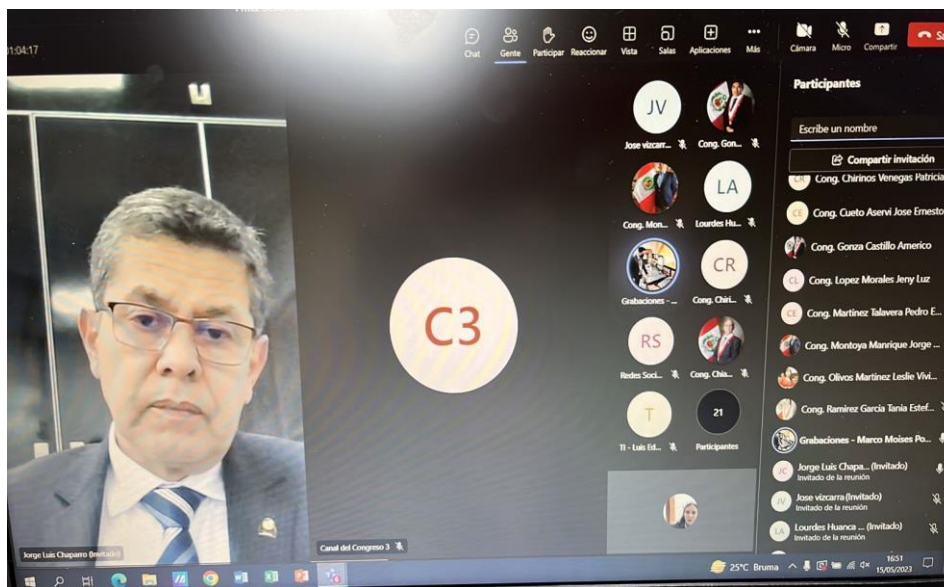 01:04:17
Chat
Gente
Participar
Reaccionar
Vista
Salas
Aplicaciones
Más
Cámara
Micro
Compartir
JV
Jose vizcarr...
Cong. Gon...
Cong. Mon...
LA
Lourdes Hu...
Grabaciones - ...
CR
Cong. Chiri...
RS
Redes Soci...
Cong. Chia...
T
TI - Luis Ed...
21
Participantes
C3
Jorge Luis Chaparro (Invitado)
Canal del Congreso 3
Participantes
Escribe un nombre
Compartir invitación
CR Cong. Chirinos Venegas Patricia
CE Cong. Cueto Aservi Jose Ernesto
Cong. Gonza Castillo Americo
CL Cong. Lopez Morales Jeny Luz
CE Cong. Martinez Talavera Pedro E...
Cong. Montoya Manrique Jorge ...
Cong. Olivos Martinez Leslie Vivi...
Cong. Ramirez Garcia Tania Estef...
Grabaciones - Marco Moises Po...
JC Jorge Luis Chapa... (Invitado)
Invitado de la reunión
JV Jose vizcarra (Invitado)
Invitado de la reunión
LA Lourdes Huanca ... (Invitado)
Invitado de la reunión
25°C Bruma
16:51
15/05/2023